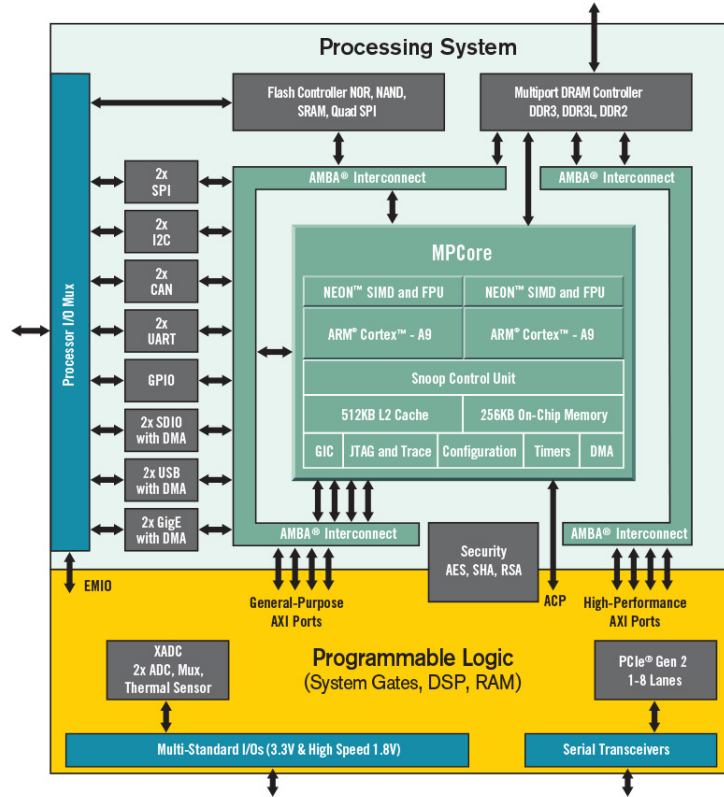 Processing System
Flash Controller NOR, NAND,
SRAM, Quad SPI
Multiport DRAM Controller
DDR3, DDR3L, DDR2
Processor I/O Mux
2x
SPI
2x
I2C
2x
CAN
2x
UART
GPIO
2x SDIO
with DMA
2x USB
with DMA
2x GigE
with DMA
AMBA® Interconnect
AMBA® Interconnect
MPCore
NEON™ SIMD and FPU
NEON™ SIMD and FPU
ARM® Cortex™ - A9
ARM® Cortex™ - A9
Snoop Control Unit
512KB L2 Cache
256KB On-Chip Memory
GIC
JTAG and Trace
Configuration
Timers
DMA
AMBA® Interconnect
AMBA® Interconnect
Security
AES, SHA, RSA
EMIO
General-Purpose
AXI Ports
ACP
High-Performance
AXI Ports
XADC
2x ADC, Mux,
Thermal Sensor
Programmable Logic
(System Gates, DSP, RAM)
PCIe® Gen 2
1-8 Lanes
Multi-Standard I/Os (3.3V & High Speed 1.8V)
Serial Transceivers